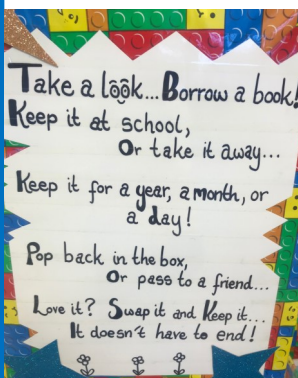 Take a look... Borrow a book!
Keep it at school,
Or take it away...
Keep it for a year, a month, or
a day!
Pop back in the box,
Or pass to a friend...
Love it? Swap it and Keep it...
It doesn't have to end!